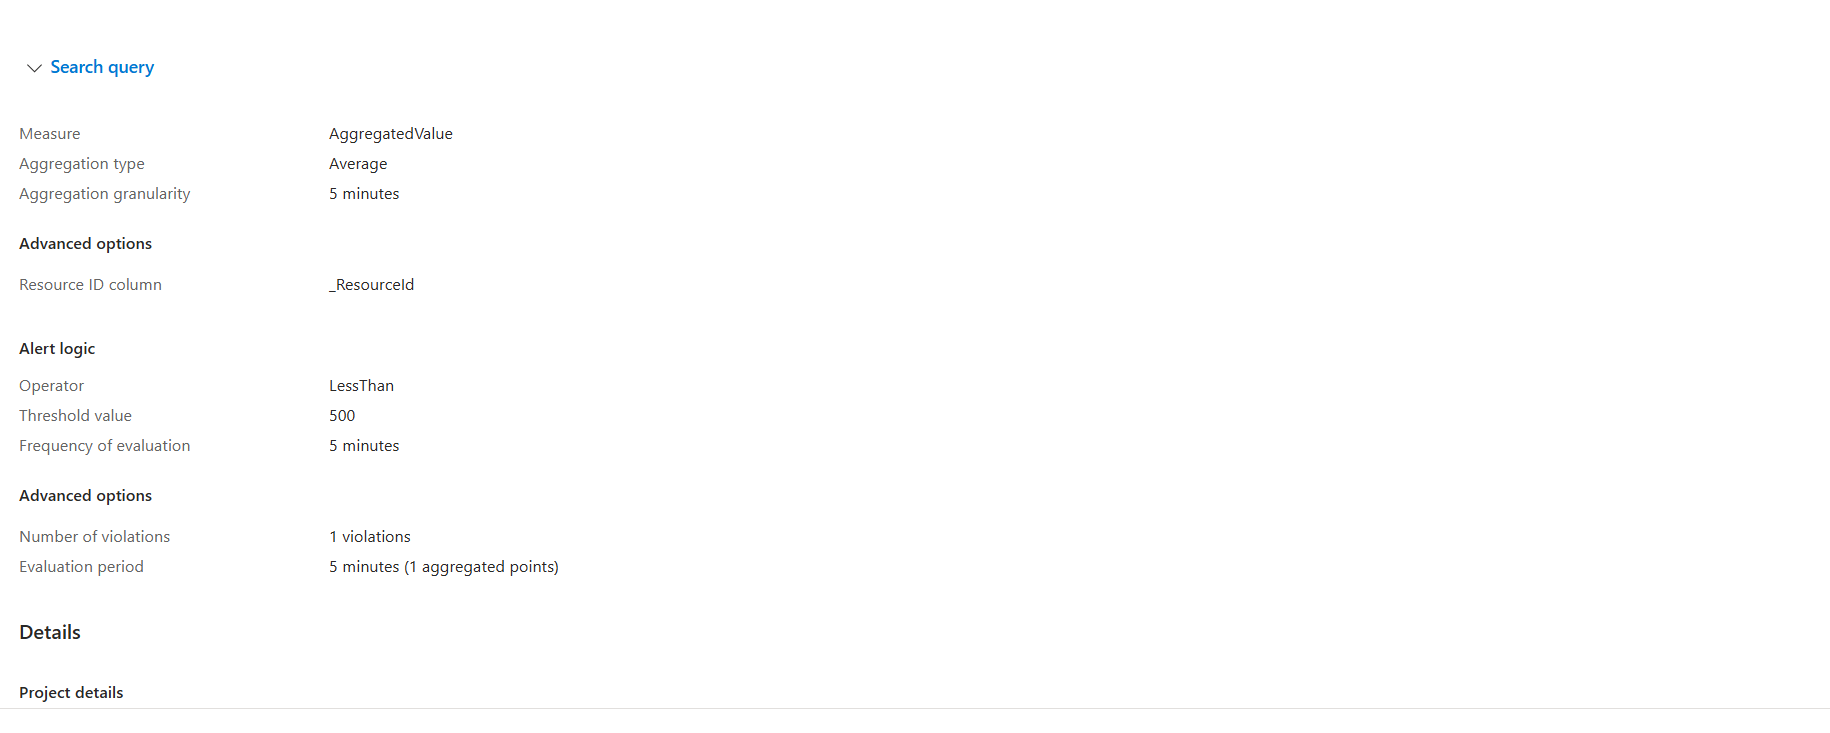 Search query
Measure AggregatedValue
Aggregation type Average
Aggregation granularity 5 minutes
Advanced options
Resource ID column _ResourceId
Alert logic
Operator LessThan
Threshold value 500
Frequency of evaluation 5 minutes
Advanced options
Number of violations 1 violations
Evaluation period 5 minutes (1 aggregated points)
Details
Project details